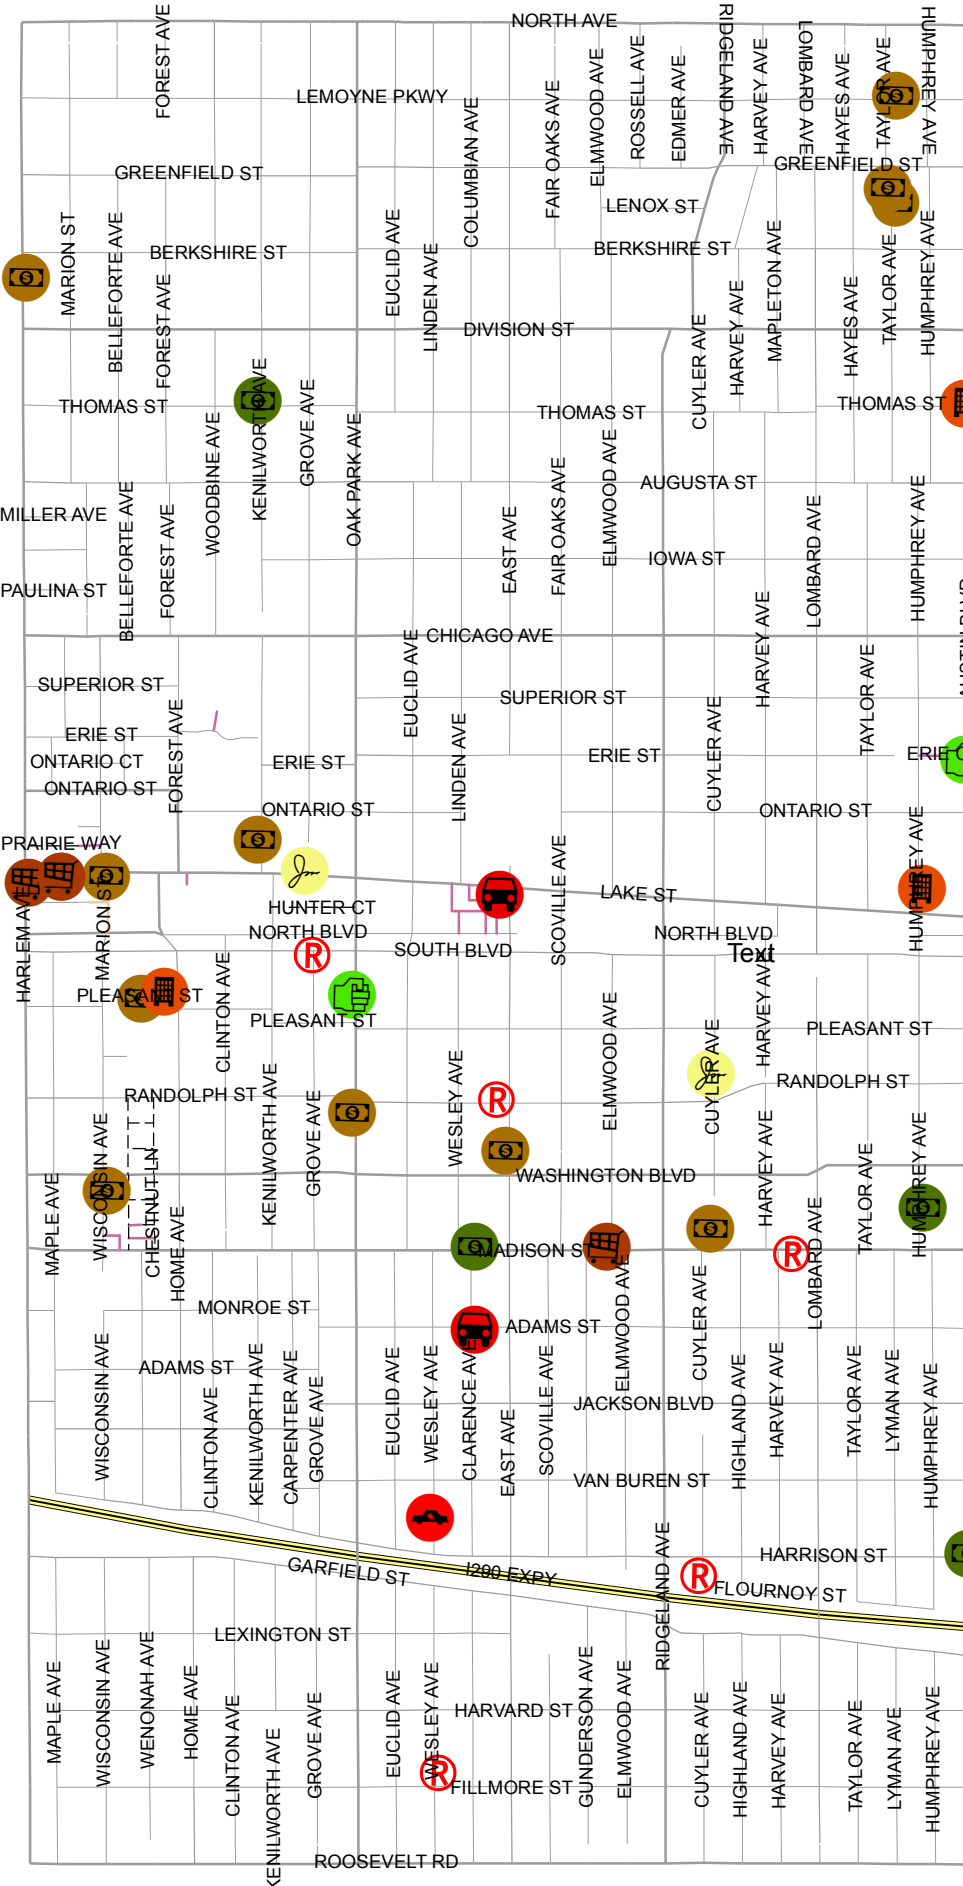 NORTH AVE
FOREST AVE
RIDGELAND AVE
HARVEY AVE
LOMBARD AVE
HAYES AVE
TAYLOR AVE
HUMPHREY AVE
ROSSELL AVE
ELMWOOD AVE
EDMER AVE
FAIR OAKS AVE
COLUMBIAN AVE
LEMOYNE PKWY
GREENFIELD ST
GREENFIELD ST
LENOX ST
MARION ST
BELLEFORTE AVE
BERKSHIRE ST
BERKSHIRE ST
EUCLID AVE
LINDEN AVE
FOREST AVE
MAPLETON AVE
HARVEY AVE
HAYES AVE
TAYLOR AVE
HUMPHREY AVE
DIVISION ST
CUYLER AVE
THOMAS ST
THOMAS ST
THOMAS ST
KENILWORTH AVE
GROVE AVE
WOODBINE AVE
OAK PARK AVE
ELMWOOD AVE
FAIR OAKS AVE
AUGUSTA ST
MILLER AVE
BELLEFORTE AVE
FOREST AVE
EAST AVE
LOMBARD AVE
HUMPHREY AVE
IOWA ST
PAULINA ST
HARVEY AVE
AUSTIN BLVD
CHICAGO AVE
EUCLID AVE
TAYLOR AVE
SUPERIOR ST
SUPERIOR ST
FOREST AVE
LINDEN AVE
CUYLER AVE
ERIE ST
ERIE ST
ERIE ST
ERIE
ONTARIO CT
ONTARIO ST
ONTARIO ST
ONTARIO ST
PRAIRIE WAY
SCOVILLE AVE
HUMPHREY AVE
HARLEM AVE
MARION ST
LAKE ST
HUNTER CT
NORTH BLVD
NORTH BLVD
SOUTH BLVD
Text
R
PLEASANT ST
PLEASANT ST
PLEASANT ST
CLINTON AVE
HARVEY AVE
ELMWOOD AVE
CUYLER AVE
RANDOLPH ST
RANDOLPH ST
WESLEY AVE
KENILWORTH AVE
GROVE AVE
R
WISCONSIN AVE
CHESTNUT LN
MAPLE AVE
HOME AVE
WASHINGTON BLVD
HARVEY AVE
TAYLOR AVE
HUMPHREY AVE
LOMBARD AVE
MADISON ST
R
ELMWOOD AVE
CUYLER AVE
MONROE ST
ADAMS ST
ADAMS ST
WISCONSIN AVE
CLINTON AVE
KENILWORTH AVE
CARPENTER AVE
GROVE AVE
EUCLID AVE
WESLEY AVE
CLARENCE AVE
EAST AVE
SCOVILLE AVE
HIGHLAND AVE
HARVEY AVE
TAYLOR AVE
LYMAN AVE
HUMPHREY AVE
JACKSON BLVD
VAN BUREN ST
HARRISON ST
GARFIELD ST
I290 EXPY
RIDGELAND AVE
R
FLOURNOY ST
LEXINGTON ST
MAPLE AVE
WISCONSIN AVE
WENONAH AVE
HOME AVE
CLINTON AVE
KENILWORTH AVE
GROVE AVE
EUCLID AVE
WESLEY AVE
HARVARD ST
GUNDERSON AVE
ELMWOOD AVE
CUYLER AVE
HIGHLAND AVE
HARVEY AVE
TAYLOR AVE
LYMAN AVE
HUMPHREY AVE
R
FILLMORE ST
ROOSEVELT RD